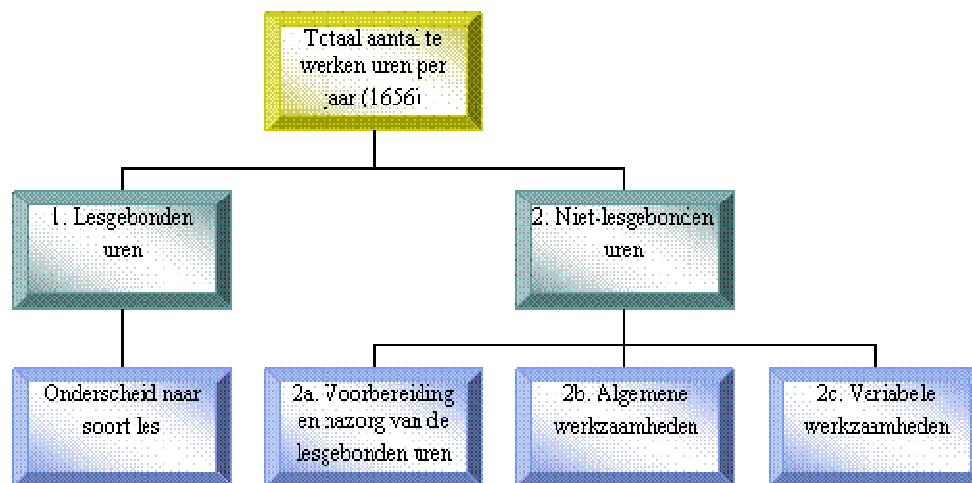 Totaal aantal te
werken uren per
jaar (1656)
1. Lesgebonden
uren
2. Niet-lesgebonden
uren
Onderscheid naar
soort les
2a. Voorbereiding
en nazorg van de
lesgebonden uren
2b. Algemene
werkzaamheden
2c. Variabele
werkzaamheden